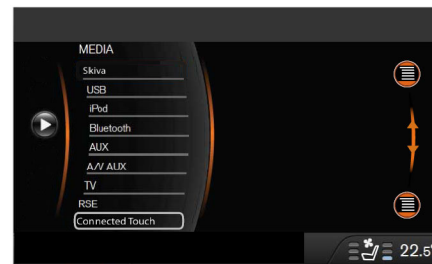 MEDIA
Skiva
USB
iPod
Bluetooth
AUX
A/V AUX
TV
RSE
Connected Touch
22.5°